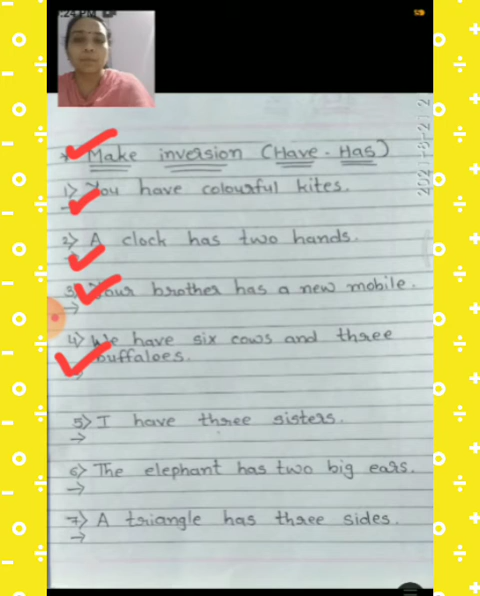 :24 PM
Make inversion (Have - Has)
1) You have colourful kites.
→
2) A clock has two hands.
3) Your brother has a new mobile.
→
4) We have six cows and three
buffaloes.
5) I have three sisters.
→
6) The elephant has two big ears.
→
7) A triangle has three sides.
→